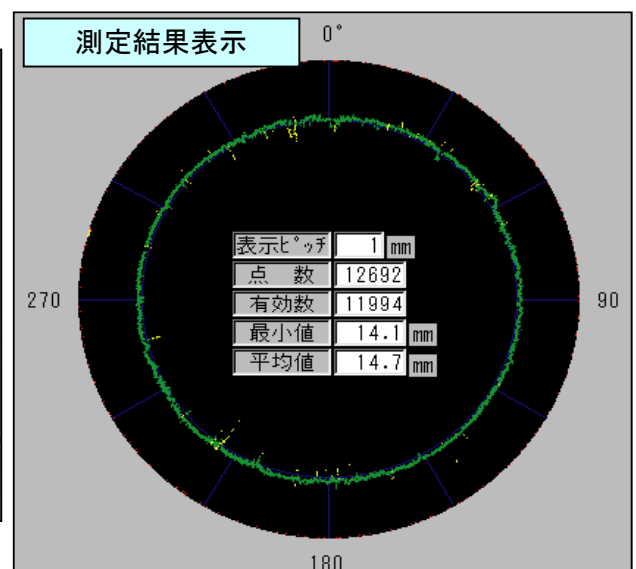 測定結果表示
0°
表示ﾋﾟｯﾁ 1 mm
点 数 12692
有効数 11994
最小値 14.1 mm
平均値 14.7 mm
270
90
180